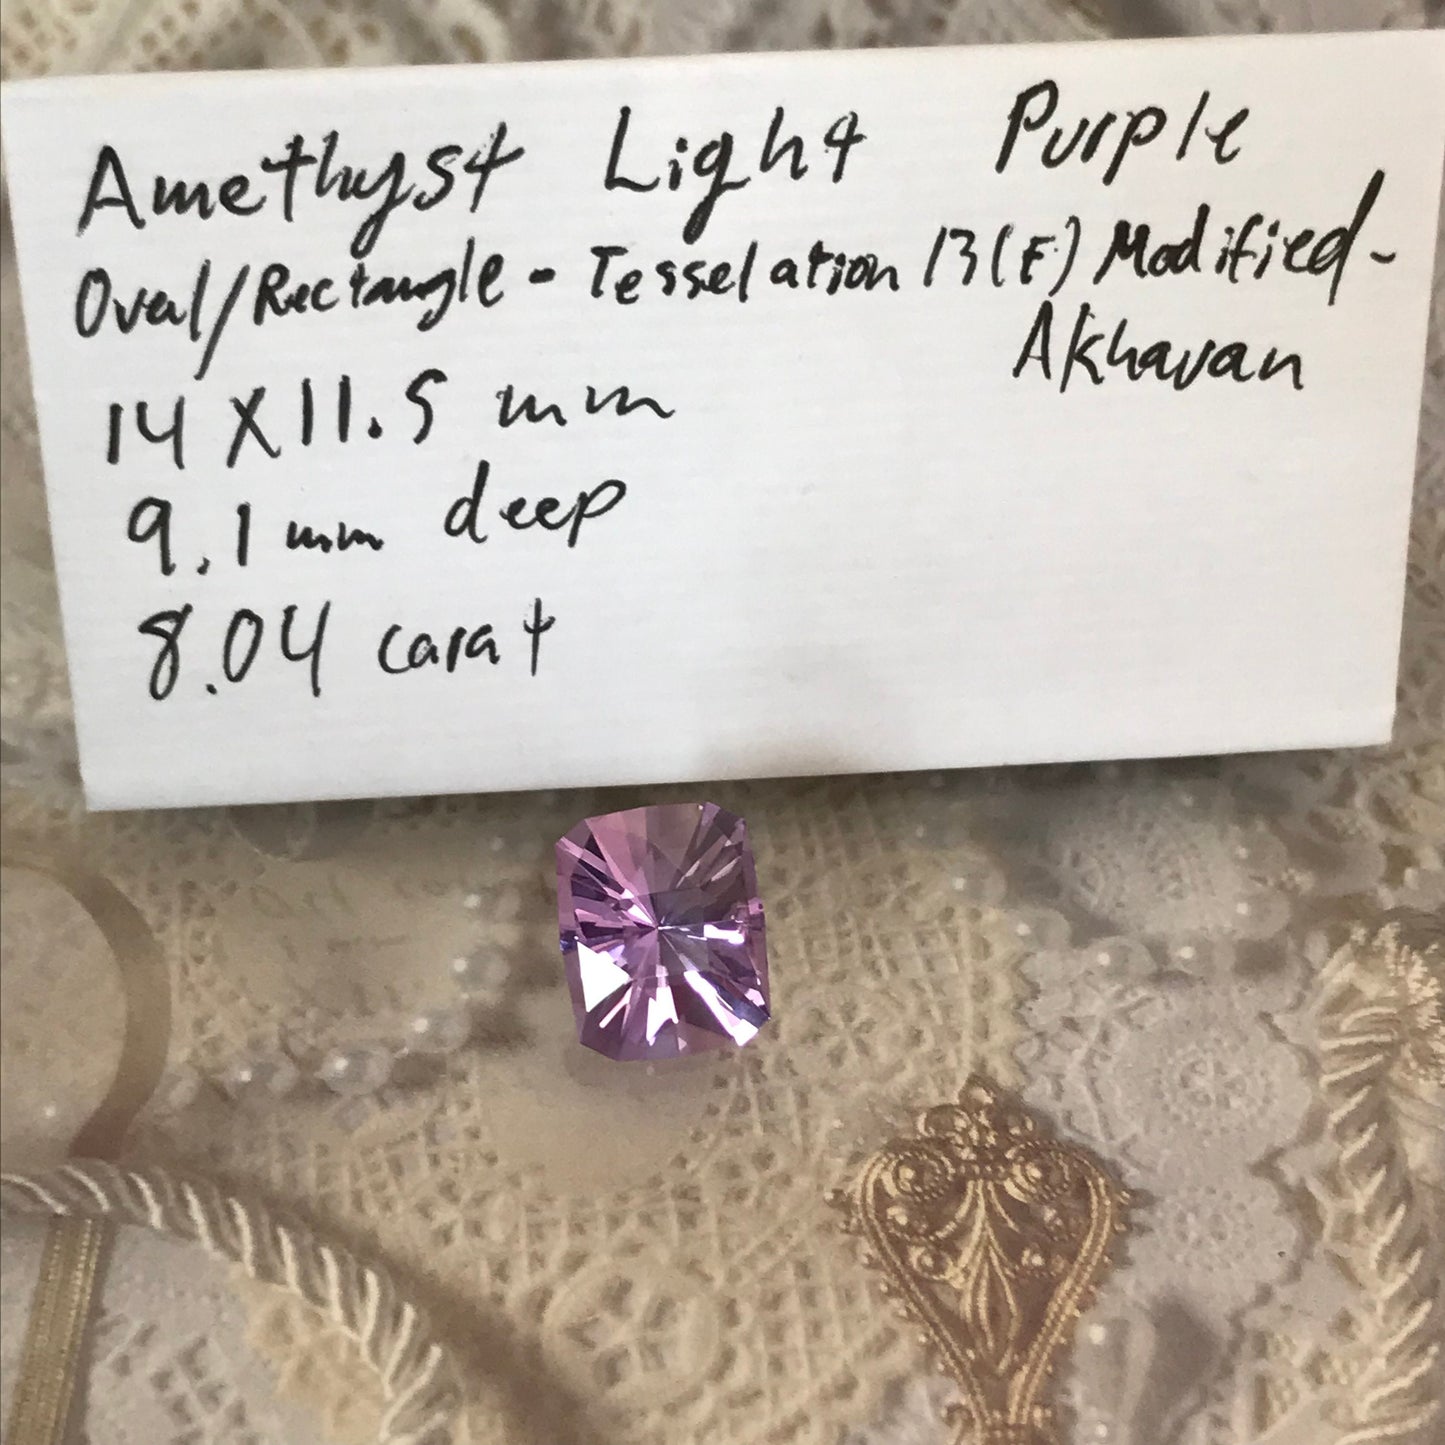 Amethyst Light Purple
Oval/Rectangle - Tesselation 13(F) Modified-
Akhavan
14 X 11.5 mm
9.1 mm deep
8.04 carat